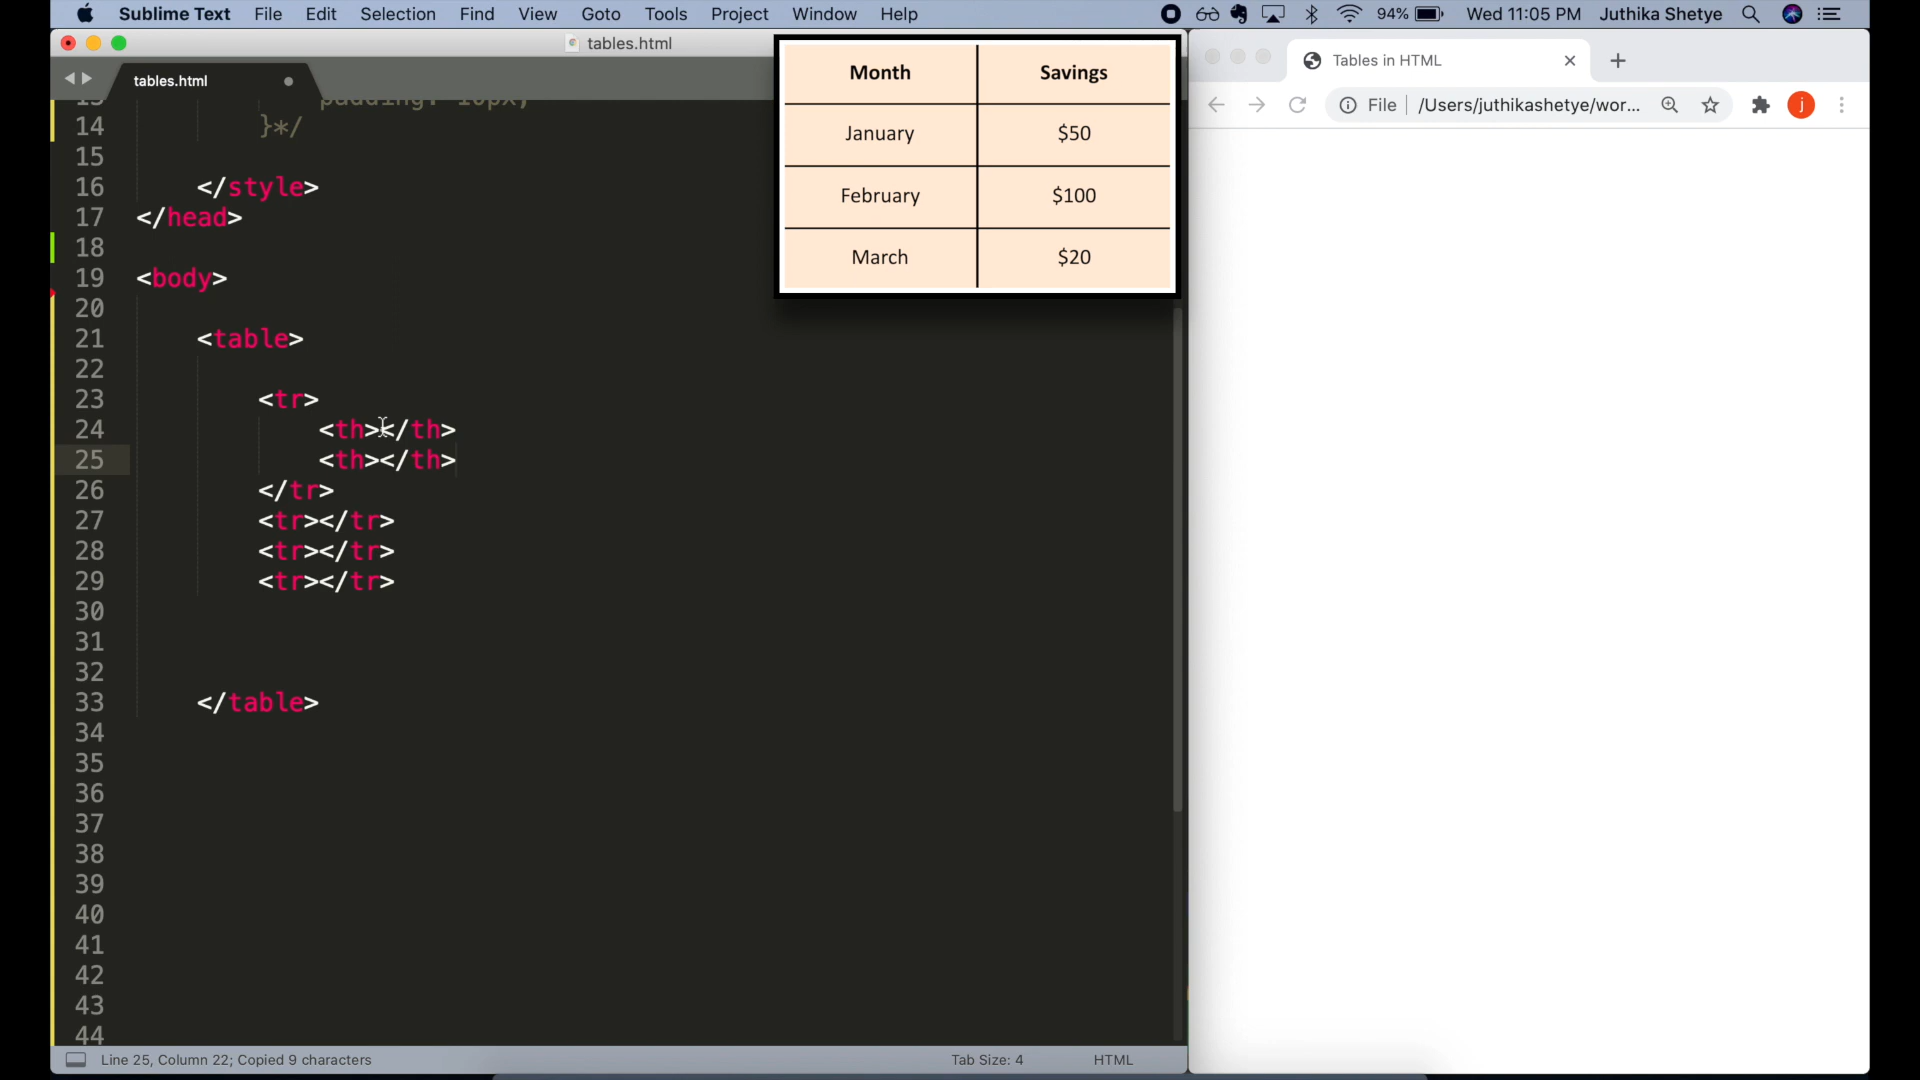 Sublime Text File Edit Selection Find View Goto Tools Project Window Help 94% Wed 11:05 PM Juthika Shetye
tables.html
tables.html
13 padding: 10px;
14 }*/
15
16 </style>
17 </head>
18
19 <body>
20
21 <table>
22
23 <tr>
24 <th></th>
25 <th></th>
26 </tr>
27 <tr></tr>
28 <tr></tr>
29 <tr></tr>
30
31
32
33 </table>
34
35
36
37
38
39
40
41
42
43
44
Line 25, Column 22; Copied 9 characters Tab Size: 4 HTML
Month Savings
January $50
February $100
March $20
Tables in HTML
File /Users/juthikashetye/wor... j